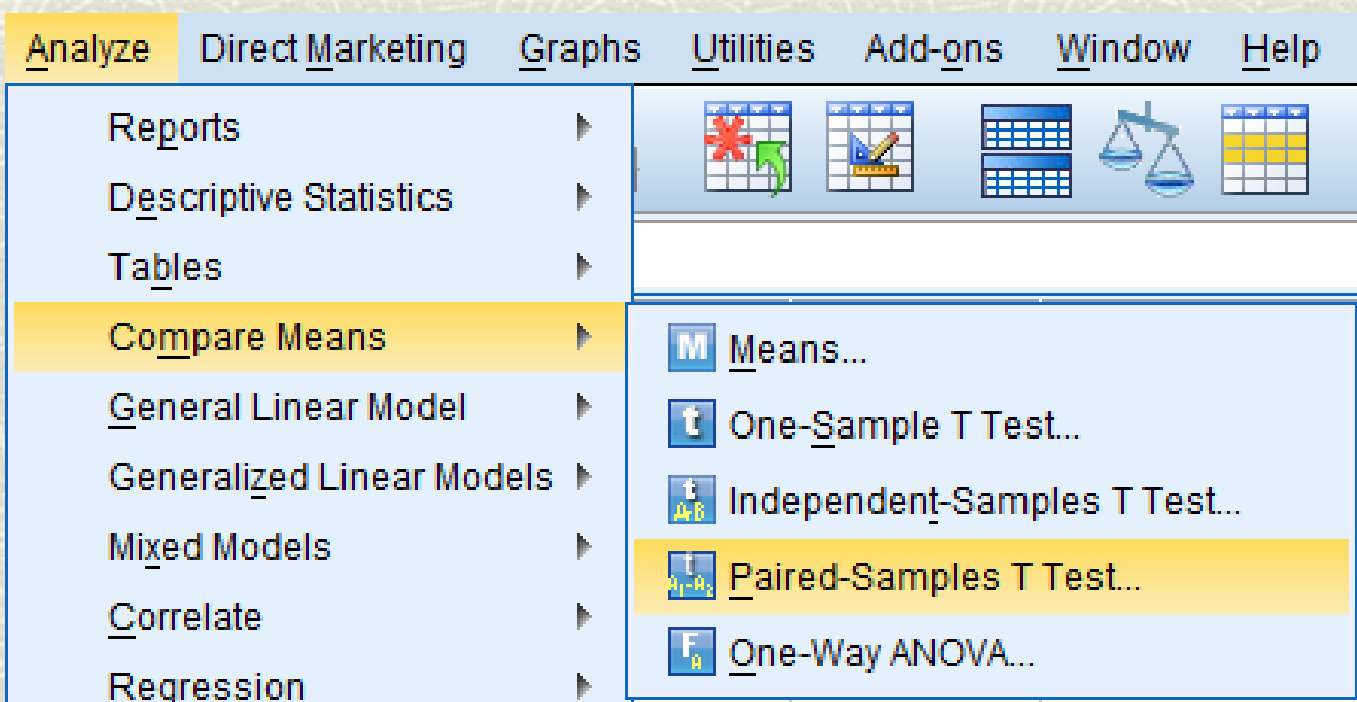 Analyze Direct Marketing Graphs Utilities Add-ons Window Help
Reports
Descriptive Statistics
Tables
Compare Means
General Linear Model
Generalized Linear Models
Mixed Models
Correlate
Regression
M Means...
t One-Sample T Test...
t A-B Independent-Samples T Test...
t A₁-A₂ Paired-Samples T Test...
F A One-Way ANOVA...